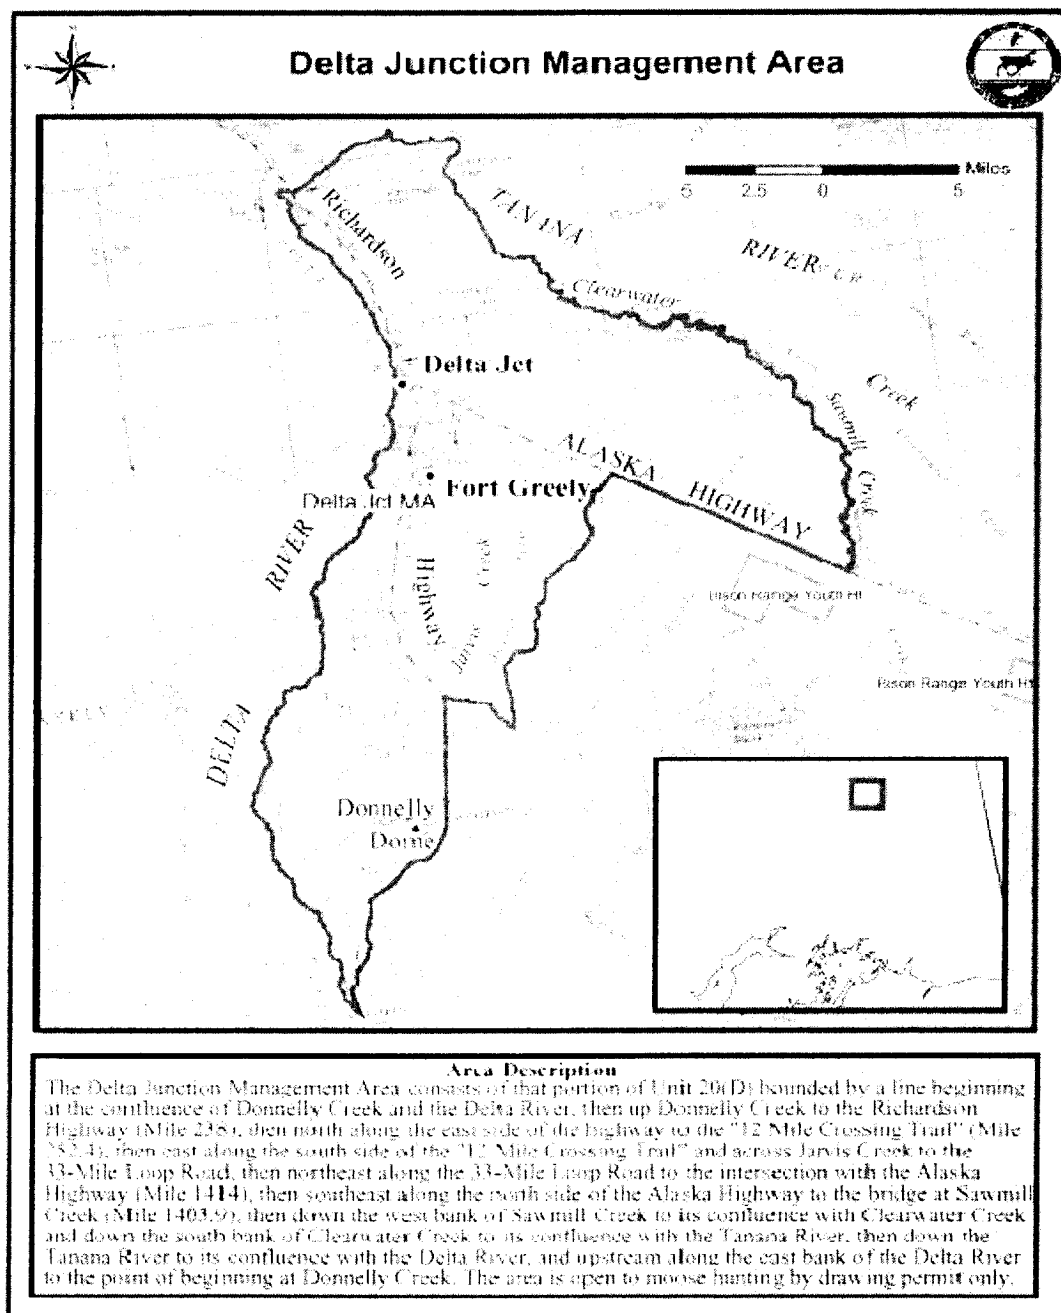 Delta Junction Management Area
Miles
5 2.5 0 5
Richardson
TANANA
RIVER
Clearwater
Creek
Delta Jct
Sawmill
Creek
ALASKA
HIGHWAY
Fort Greely
Delta Jct MA
RIVER
Highway
Creek
Jarvis
Bison Range Youth H
Bison Range Youth H
DELTA
Donnelly
Dome
Area Description
The Delta Junction Management Area consists of that portion of Unit 20(D) bounded by a line beginning
at the confluence of Donnelly Creek and the Delta River, then up Donnelly Creek to the Richardson
Highway (Mile 238), then north along the east side of the highway to the "12 Mile Crossing Trail" (Mile
252.4), then east along the south side of the "12 Mile Crossing Trail" and across Jarvis Creek to the
33-Mile Loop Road, then northeast along the 33-Mile Loop Road to the intersection with the Alaska
Highway (Mile 1414), then southeast along the north side of the Alaska Highway to the bridge at Sawmill
Creek (Mile 1403.9), then down the west bank of Sawmill Creek to its confluence with Clearwater Creek
and down the south bank of Clearwater Creek to its confluence with the Tanana River, then down the
Tanana River to its confluence with the Delta River, and upstream along the east bank of the Delta River
to the point of beginning at Donnelly Creek. The area is open to moose hunting by drawing permit only.